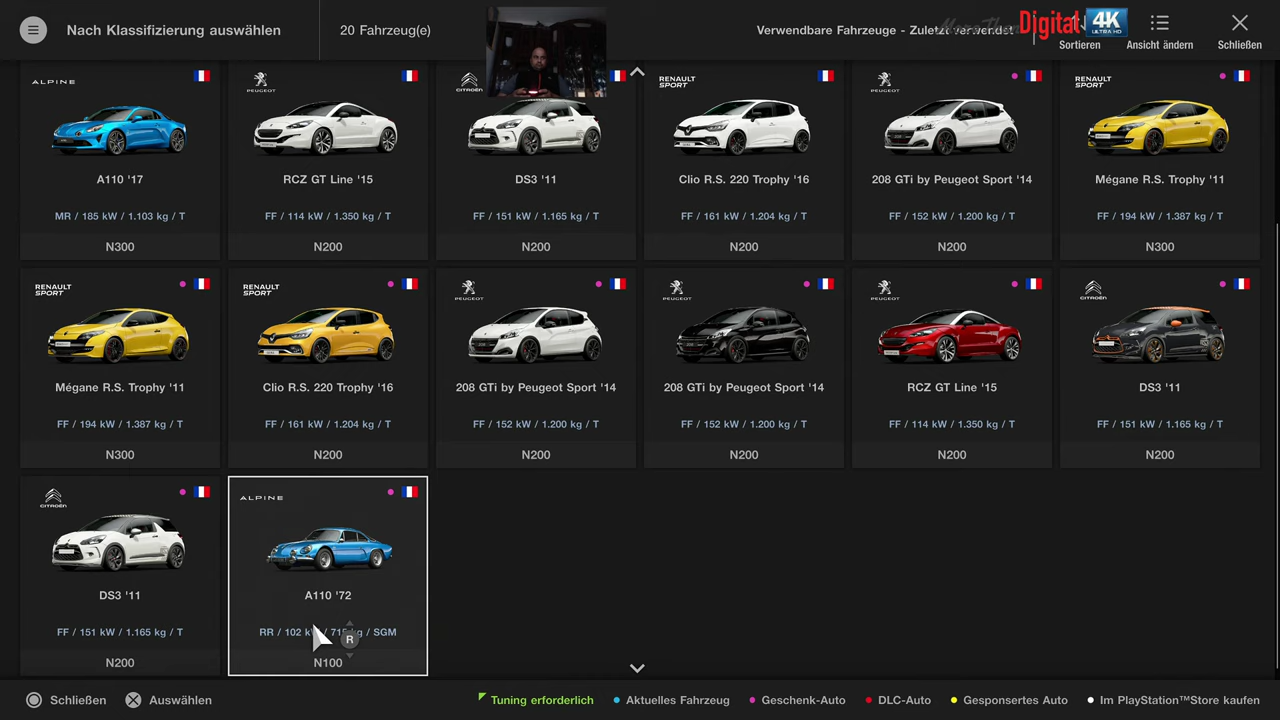 Nach Klassifizierung auswählen
20 Fahrzeug(e)
Verwendbare Fahrzeuge - Zuletzt verwendet
Digital 4K
ULTRA HD
Sortieren
Ansicht ändern
Schließen
ALPINE
PEUGEOT
CITROËN
RENAULT SPORT
PEUGEOT
RENAULT SPORT
A110 '17
RCZ GT Line '15
DS3 '11
Clio R.S. 220 Trophy '16
208 GTi by Peugeot Sport '14
Mégane R.S. Trophy '11
MR / 185 kW / 1.103 kg / T
FF / 114 kW / 1.350 kg / T
FF / 151 kW / 1.165 kg / T
FF / 161 kW / 1.204 kg / T
FF / 152 kW / 1.200 kg / T
FF / 194 kW / 1.387 kg / T
N300
N200
N200
N200
N200
N300
RENAULT SPORT
RENAULT SPORT
PEUGEOT
PEUGEOT
PEUGEOT
CITROËN
Mégane R.S. Trophy '11
Clio R.S. 220 Trophy '16
208 GTi by Peugeot Sport '14
208 GTi by Peugeot Sport '14
RCZ GT Line '15
DS3 '11
FF / 194 kW / 1.387 kg / T
FF / 161 kW / 1.204 kg / T
FF / 152 kW / 1.200 kg / T
FF / 152 kW / 1.200 kg / T
FF / 114 kW / 1.350 kg / T
FF / 151 kW / 1.165 kg / T
N300
N200
N200
N200
N200
N200
CITROËN
ALPINE
DS3 '11
A110 '72
FF / 151 kW / 1.165 kg / T
RR / 102 / SGM
R
N200
N100
Schließen
Auswählen
Tuning erforderlich
Aktuelles Fahrzeug
Geschenk-Auto
DLC-Auto
Gesponsertes Auto
Im PlayStation™Store kaufen